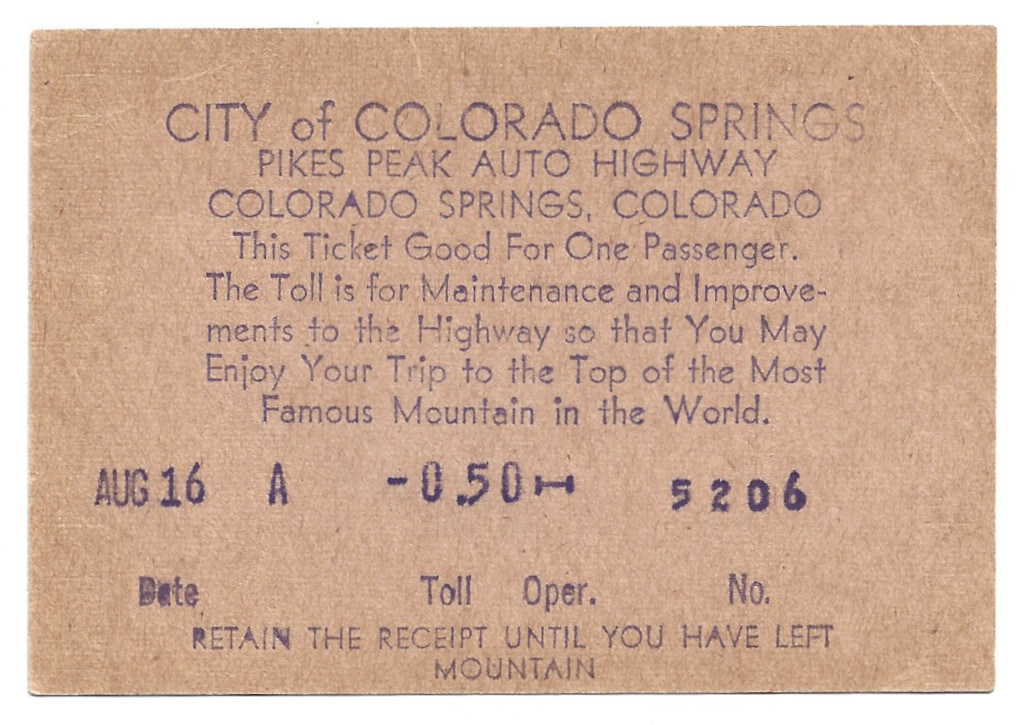 CITY of COLORADO SPRINGS
PIKES PEAK AUTO HIGHWAY
COLORADO SPRINGS, COLORADO
This Ticket Good For One Passenger.
The Toll is for Maintenance and Improve-
ments to the Highway so that You May
Enjoy Your Trip to the Top of the Most
Famous Mountain in the World.
AUG 16 A -0.50 5206
Date Toll Oper. No.
RETAIN THE RECEIPT UNTIL YOU HAVE LEFT
MOUNTAIN